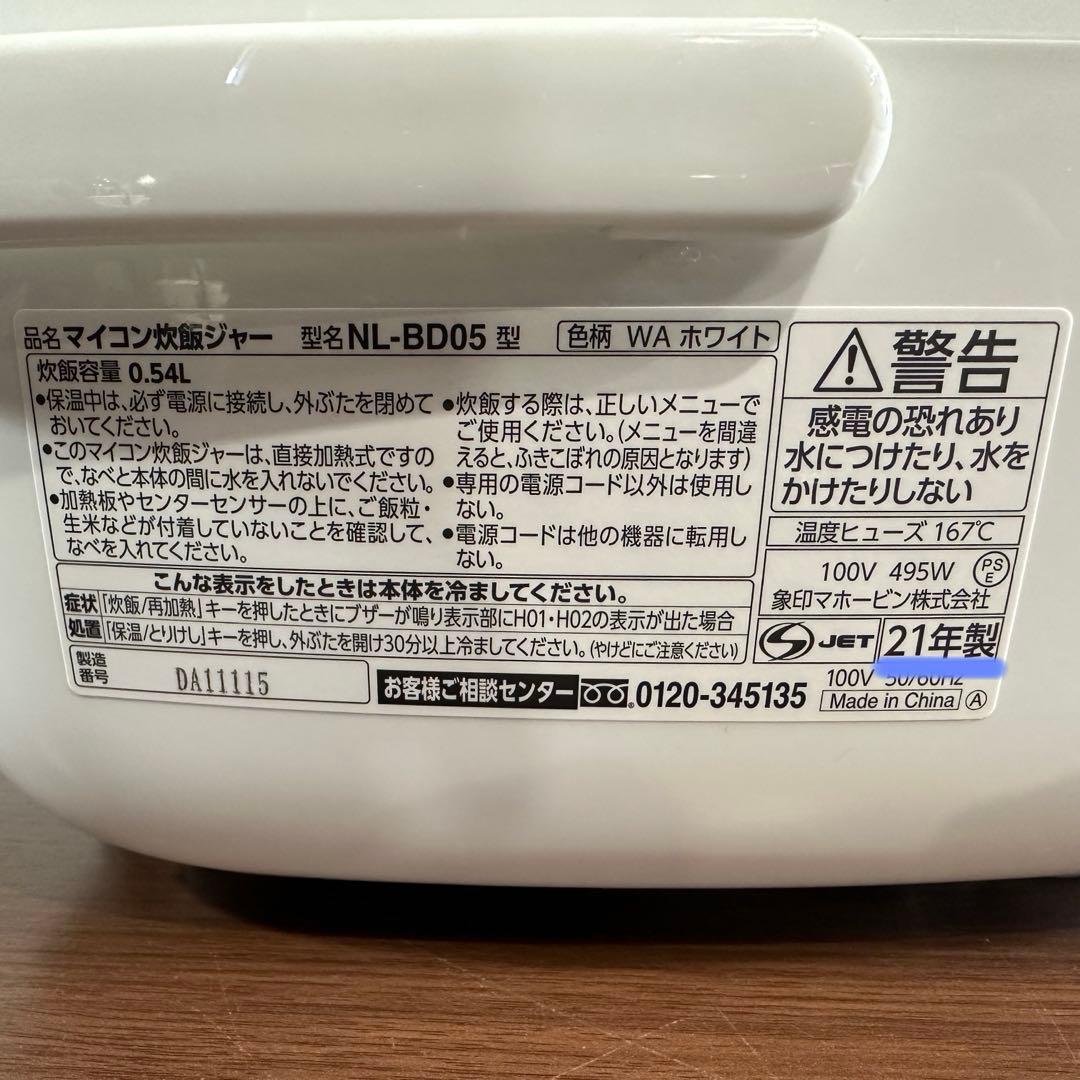 品名 マイコン炊飯ジャー 型名 NL-BD05 型 色柄 WA ホワイト
炊飯容量 0.54L
•保温中は、必ず電源に接続し、外ぶたを閉めて
おいてください。
•このマイコン炊飯ジャーは、直接加熱式ですの
で、なべと本体の間に水を入れないでください。
•加熱板やセンターセンサーの上に、ご飯粒・
生米などが付着していないことを確認して、
なべを入れてください。
•炊飯する際は、正しいメニューで
ご使用ください。(メニューを間違
えると、ふきこぼれの原因となります)
•専用の電源コード以外は使用し
ない。
•電源コードは他の機器に転用し
ない。
こんな表示をしたときは本体を冷ましてください。
症状 「炊飯/再加熱」キーを押したときにブザーが鳴り表示部にH01・H02の表示が出た場合
処置 「保温/とりけし」キーを押し、外ぶたを開け30分以上冷ましてください。(やけどにご注意ください)
製造
番号 DA11115
お客様ご相談センター 0120-345135
警告
感電の恐れあり
水につけたり、水を
かけたりしない
温度ヒューズ 167℃
100V 495W PS
E
象印マホービン株式会社
S JET 21年製
100V 50/60Hz
Made in China A